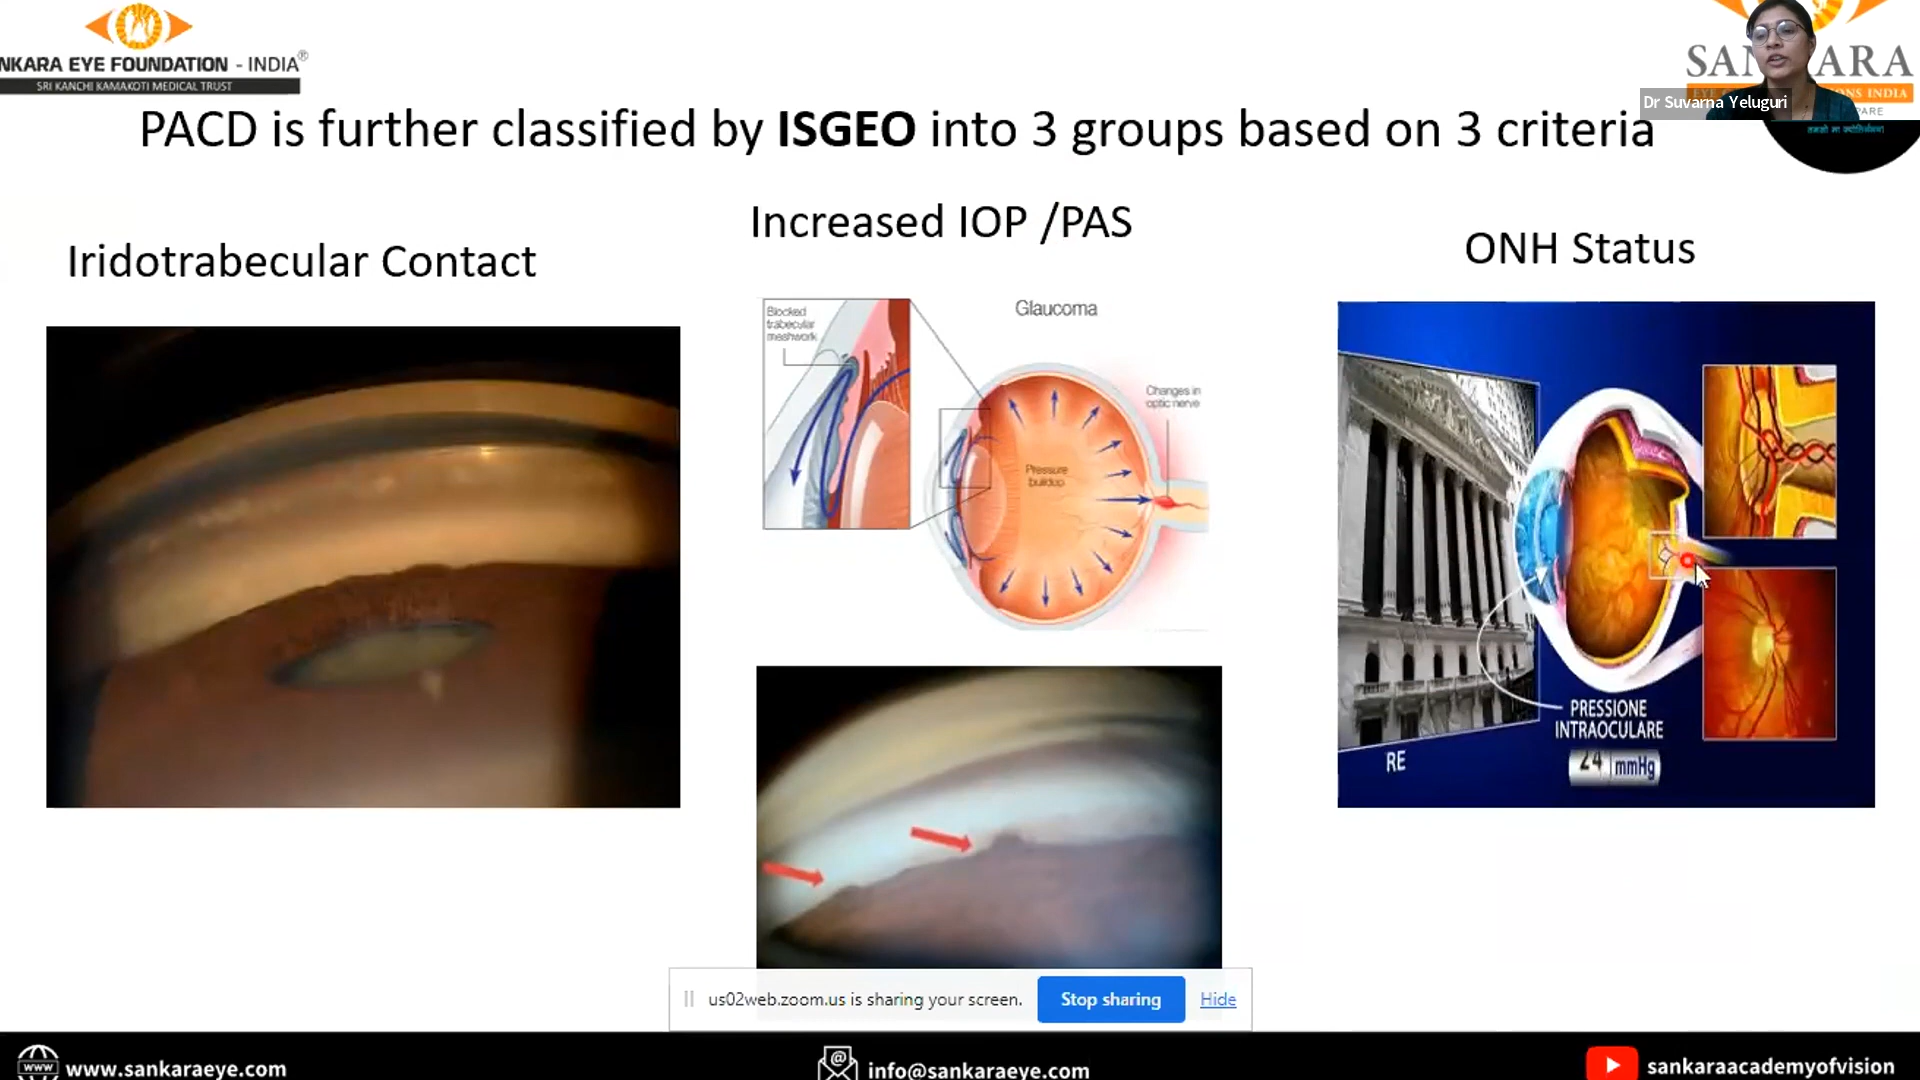 NKARA EYE FOUNDATION - INDIA®
SRI KANCHI KAMAKOTI MEDICAL TRUST
Dr Suvarna Yeluguri
PACD is further classified by ISGEO into 3 groups based on 3 criteria
Iridotrabecular Contact
Increased IOP /PAS
ONH Status
Blocked
trabecular
meshwork
Glaucoma
Changes in
optic nerve
Pressure
buildop
PRESSIONE
INTRAOCULARE
24 mmHg
RE
us02web.zoom.us is sharing your screen.
Stop sharing
Hide
www
www.sankaraeye.com
@
info@sankaraeye.com
sankaraacademyofvision